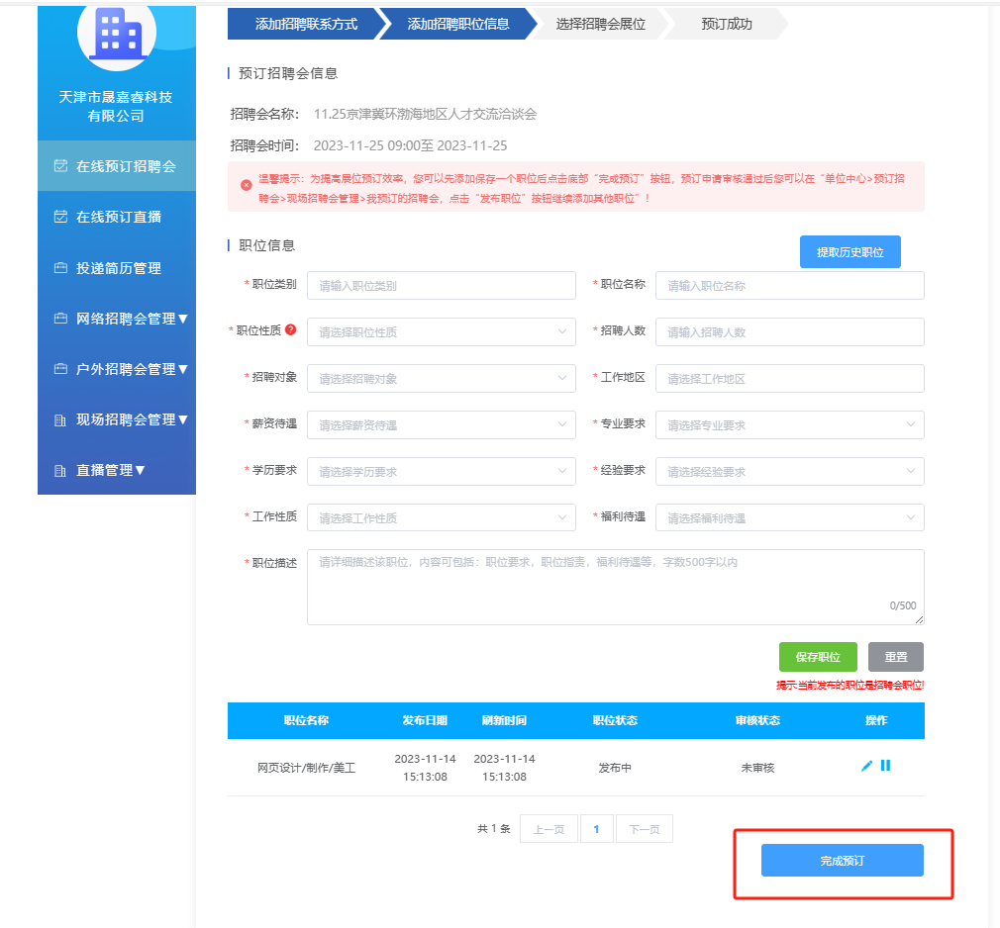 天津市晟嘉睿科技
有限公司
在线预订招聘会
在线预订直播
投递简历管理
网络招聘会管理▼
户外招聘会管理▼
现场招聘会管理▼
直播管理▼
添加招聘联系方式
添加招聘职位信息
选择招聘会展位
预订成功
预订招聘会信息
招聘会名称： 11.25京津冀环渤海地区人才交流洽谈会
招聘会时间： 2023-11-25 09:00至 2023-11-25
温馨提示：为提高展位预订效率，您可以先添加保存一个职位后点击底部“完成预订”按钮，预订申请审核通过后您可以在“单位中心>预订招
聘会>现场招聘会管理>我预订的招聘会，点击“发布职位”按钮继续添加其他职位”！
职位信息
提取历史职位
*职位类别 请输入职位类别
*职位名称 请输入职位名称
*职位性质 ? 请选择职位性质
*招聘人数 请输入招聘人数
*招聘对象 请选择招聘对象
*工作地区 请选择工作地区
*薪资待遇 请选择薪资待遇
*专业要求 请选择专业要求
*学历要求 请选择学历要求
*经验要求 请选择经验要求
*工作性质 请选择工作性质
*福利待遇 请选择福利待遇
*职位描述 请详细描述该职位，内容可包括：职位要求，职位指责，福利待遇等，字数500字以内
0/500
保存职位
重置
提示:当前发布的职位是招聘会职位!
职位名称 发布日期 刷新时间 职位状态 审核状态 操作
网页设计/制作/美工 2023-11-14 15:13:08 2023-11-14 15:13:08 发布中 未审核
共 1 条 上一页 1 下一页
完成预订